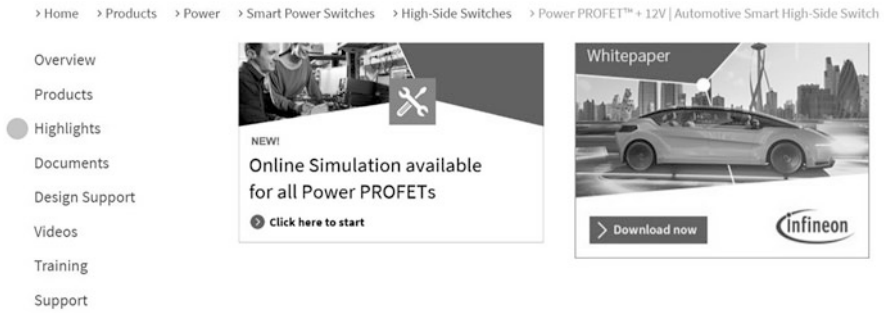 > Home > Products > Power > Smart Power Switches > High-Side Switches > Power PROFET™ + 12V | Automotive Smart High-Side Switch
Overview
Products
Highlights
Documents
Design Support
Videos
Training
Support
NEW!
Online Simulation available
for all Power PROFETs
Click here to start
Whitepaper
> Download now
infineon